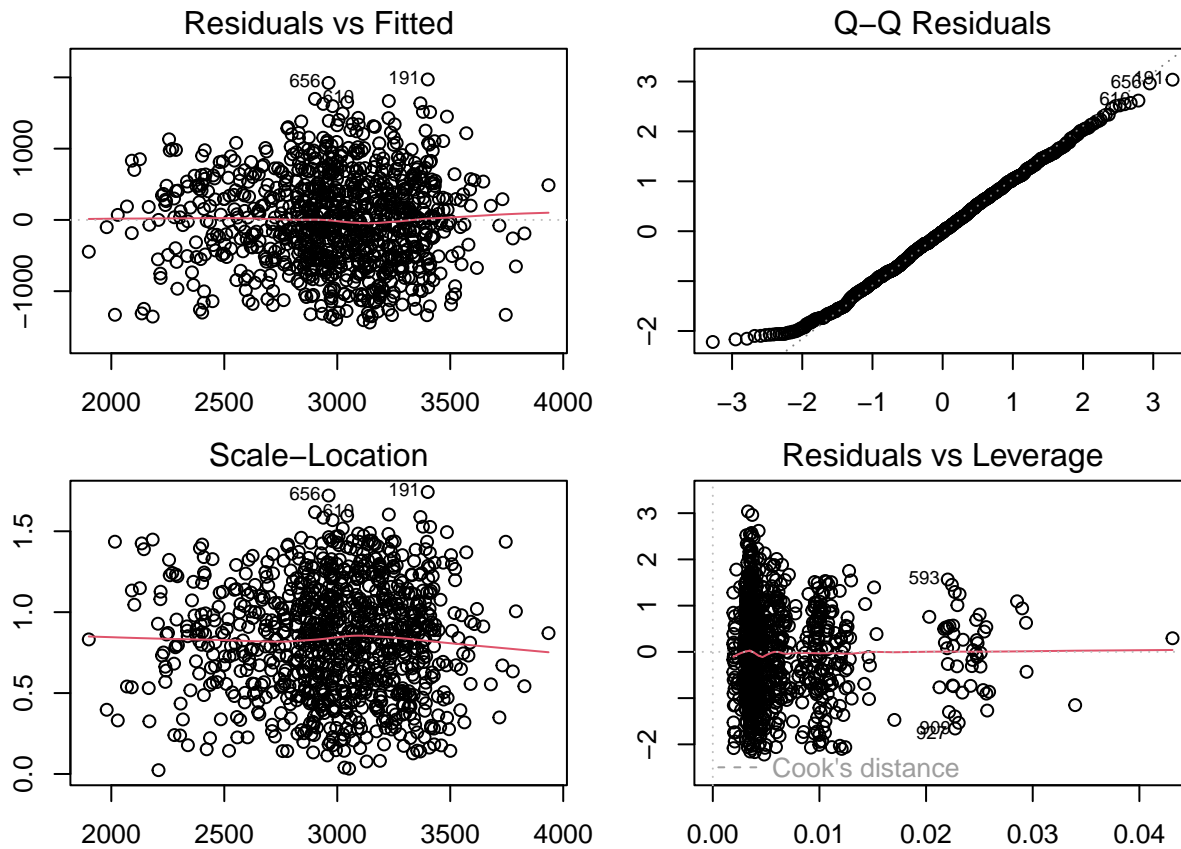 Residuals vs Fitted
656
191
610
−1000 0 1000
2000 2500 3000 3500 4000
Q−Q Residuals
191
656
610
−2 −1 0 1 2 3
−3 −2 −1 0 1 2 3
Scale−Location
656
191
610
0.0 0.5 1.0 1.5
2000 2500 3000 3500 4000
Residuals vs Leverage
593
927
Cook's distance
−2 −1 0 1 2 3
0.00 0.01 0.02 0.03 0.04